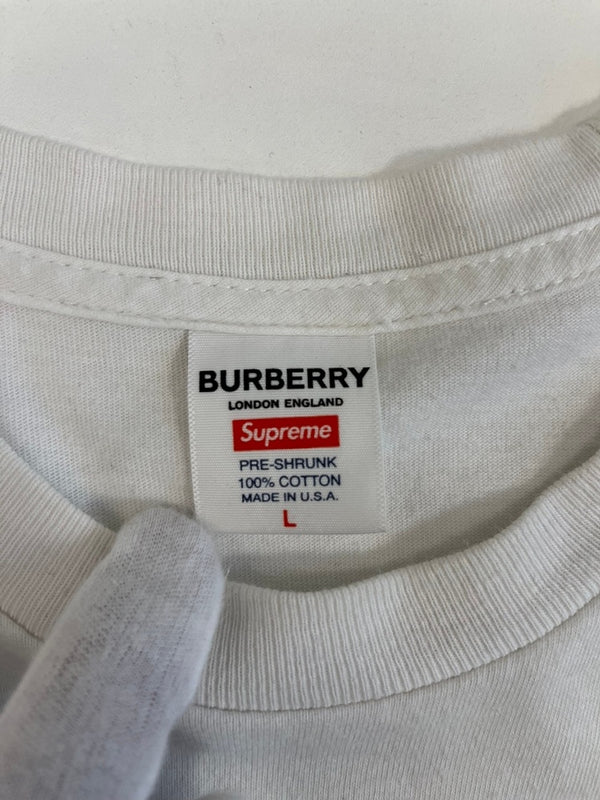 BURBERRY
LONDON ENGLAND
Supreme
PRE-SHRUNK
100% COTTON
MADE IN U.S.A.
L